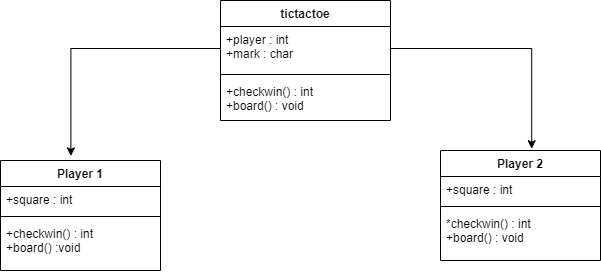 tictactoe
+player : int
+mark : char
+checkwin() : int
+board() : void
Player 1
+square : int
+checkwin() : int
+board() :void
Player 2
+square : int
*checkwin() : int
+board() : void